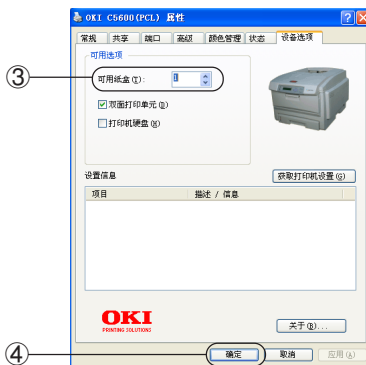 OKI C5600(PCL) 属性
常规 共享 端口 高级 颜色管理 状态 设备选项
可用选项
③ 可用纸盒(T): 1
双面打印单元(D)
打印机硬盘(H)
设置信息 获取打印机设置(G)
项目 描述 / 信息
OKI
PRINTING SOLUTIONS
关于(B)...
④ 确定 取消 应用(A)